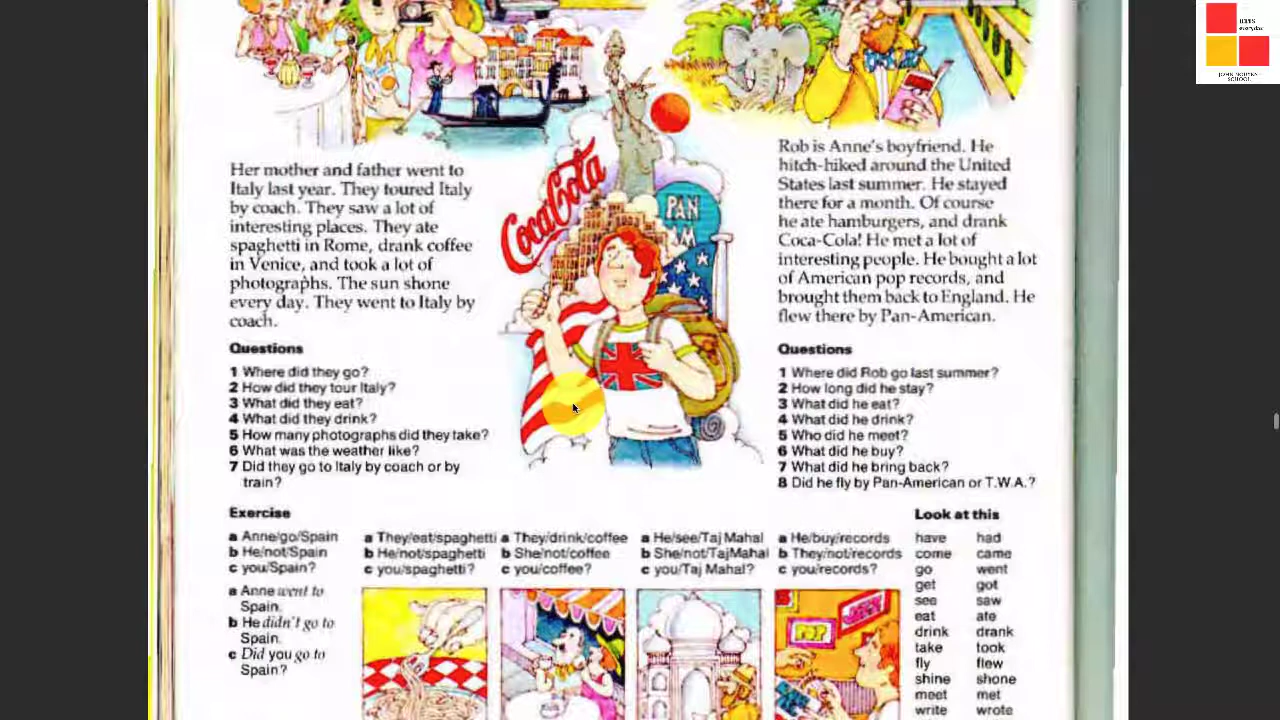 Her mother and father went to
Italy last year. They toured Italy
by coach. They saw a lot of
interesting places. They ate
spaghetti in Rome, drank coffee
in Venice, and took a lot of
photographs. The sun shone
every day. They went to Italy by
coach.
Questions
1 Where did they go?
2 How did they tour Italy?
3 What did they eat?
4 What did they drink?
5 How many photographs did they take?
6 What was the weather like?
7 Did they go to Italy by coach or by
train?
Coca Cola
PAN
AM
Rob is Anne's boyfriend. He
hitch-hiked around the United
States last summer. He stayed
there for a month. Of course
he ate hamburgers, and drank
Coca-Cola! He met a lot of
interesting people. He bought a lot
of American pop records, and
brought them back to England. He
flew there by Pan-American.
Questions
1 Where did Rob go last summer?
2 How long did he stay?
3 What did he eat?
4 What did he drink?
5 Who did he meet?
6 What did he buy?
7 What did he bring back?
8 Did he fly by Pan-American or T.W.A.?
Exercise
a Anne/go/Spain
b He/not/Spain
c you/Spain?
a Anne went to
Spain.
b He didn't go to
Spain.
c Did you go to
Spain?
a They/eat/spaghetti
b He/not/spaghetti
c you/spaghetti?
a They/drink/coffee
b She/not/coffee
c you/coffee?
a He/see/Taj Mahal
b She/not/TajMahal
c you/Taj Mahal?
a He/buy/records
b They/not/records
c you/records?
POP
Look at this
have had
come came
go went
get got
see saw
eat ate
drink drank
take took
fly flew
shine shone
meet met
write wrote
SCHOOL